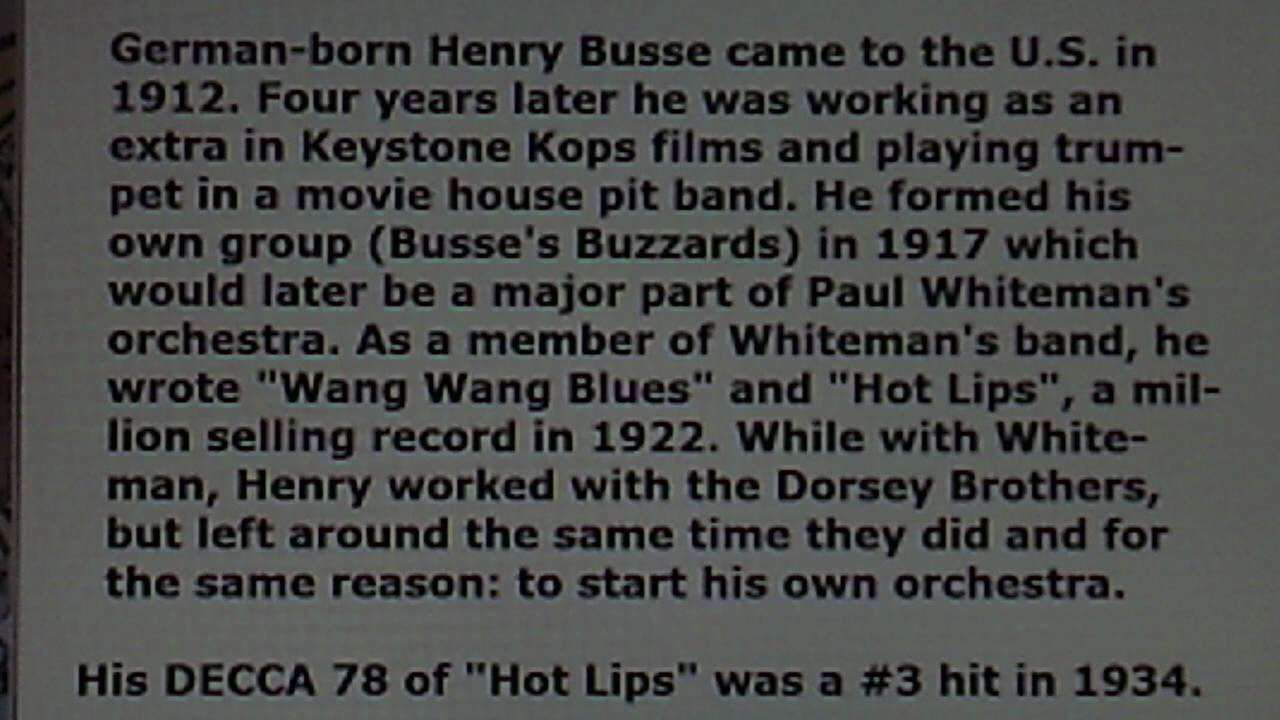 German-born Henry Busse came to the U.S. in
1912. Four years later he was working as an
extra in Keystone Kops films and playing trum-
pet in a movie house pit band. He formed his
own group (Busse's Buzzards) in 1917 which
would later be a major part of Paul Whiteman's
orchestra. As a member of Whiteman's band, he
wrote "Wang Wang Blues" and "Hot Lips", a mil-
lion selling record in 1922. While with White-
man, Henry worked with the Dorsey Brothers,
but left around the same time they did and for
the same reason: to start his own orchestra.
His DECCA 78 of "Hot Lips" was a #3 hit in 1934.